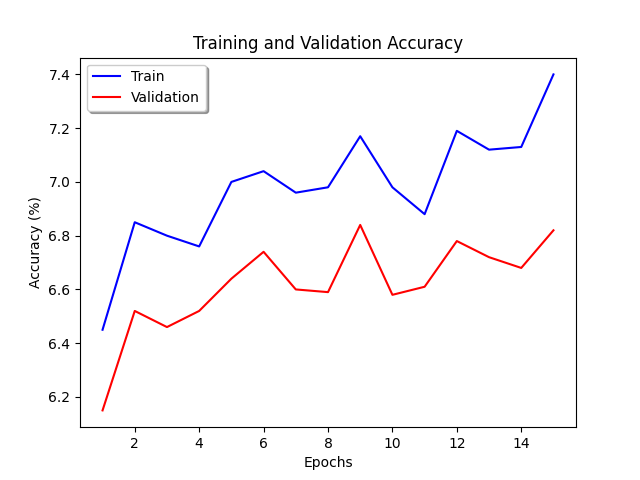 Training and Validation Accuracy
Train
Validation
7.4
7.2
7.0
6.8
6.6
6.4
6.2
Accuracy (%)
2 4 6 8 10 12 14
Epochs